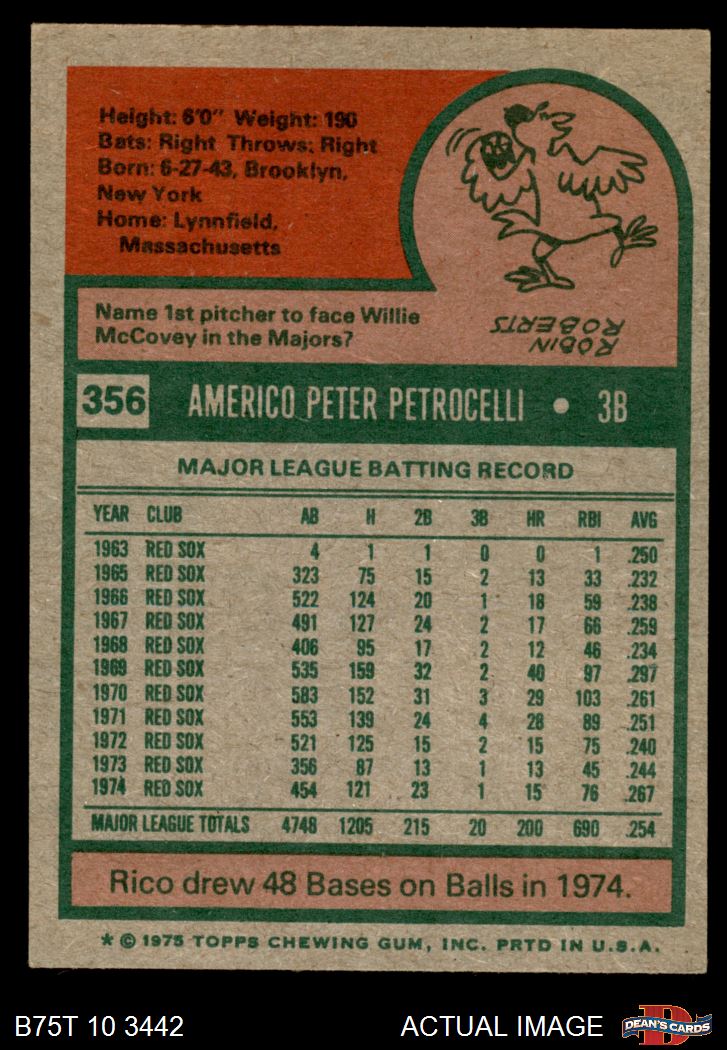 Height: 6'0" Weight: 190
Bats: Right Throws: Right
Born: 6-27-43, Brooklyn,
New York
Home: Lynnfield,
Massachusetts
Name 1st pitcher to face Willie
McCovey in the Majors?
ROBIN
ROBERTS
356 AMERICO PETER PETROCELLI • 3B
MAJOR LEAGUE BATTING RECORD
YEAR CLUB AB H 2B 3B HR RBI AVG
1963 RED SOX 4 1 1 0 0 1 .250
1965 RED SOX 323 75 15 2 13 33 .232
1966 RED SOX 522 124 20 1 18 59 .238
1967 RED SOX 491 127 24 2 17 66 .259
1968 RED SOX 406 95 17 2 12 46 .234
1969 RED SOX 535 159 32 2 40 97 .297
1970 RED SOX 583 152 31 3 29 103 .261
1971 RED SOX 553 139 24 4 28 89 .251
1972 RED SOX 521 125 15 2 15 75 .240
1973 RED SOX 356 87 13 1 13 45 .244
1974 RED SOX 454 121 23 1 15 76 .267
MAJOR LEAGUE TOTALS 4748 1205 215 20 200 690 .254
Rico drew 48 Bases on Balls in 1974.
* © 1975 TOPPS CHEWING GUM, INC. PRTD IN U.S.A.
B75T 10 3442 ACTUAL IMAGE D DEAN'S CARDS